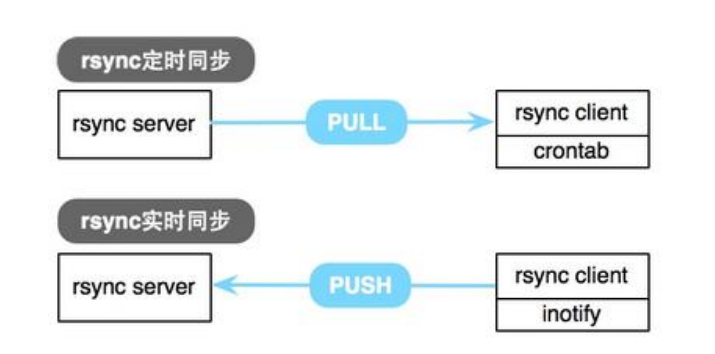 rsync定时同步
rsync server
PULL
rsync client
crontab
rsync实时同步
rsync server
PUSH
rsync client
inotify